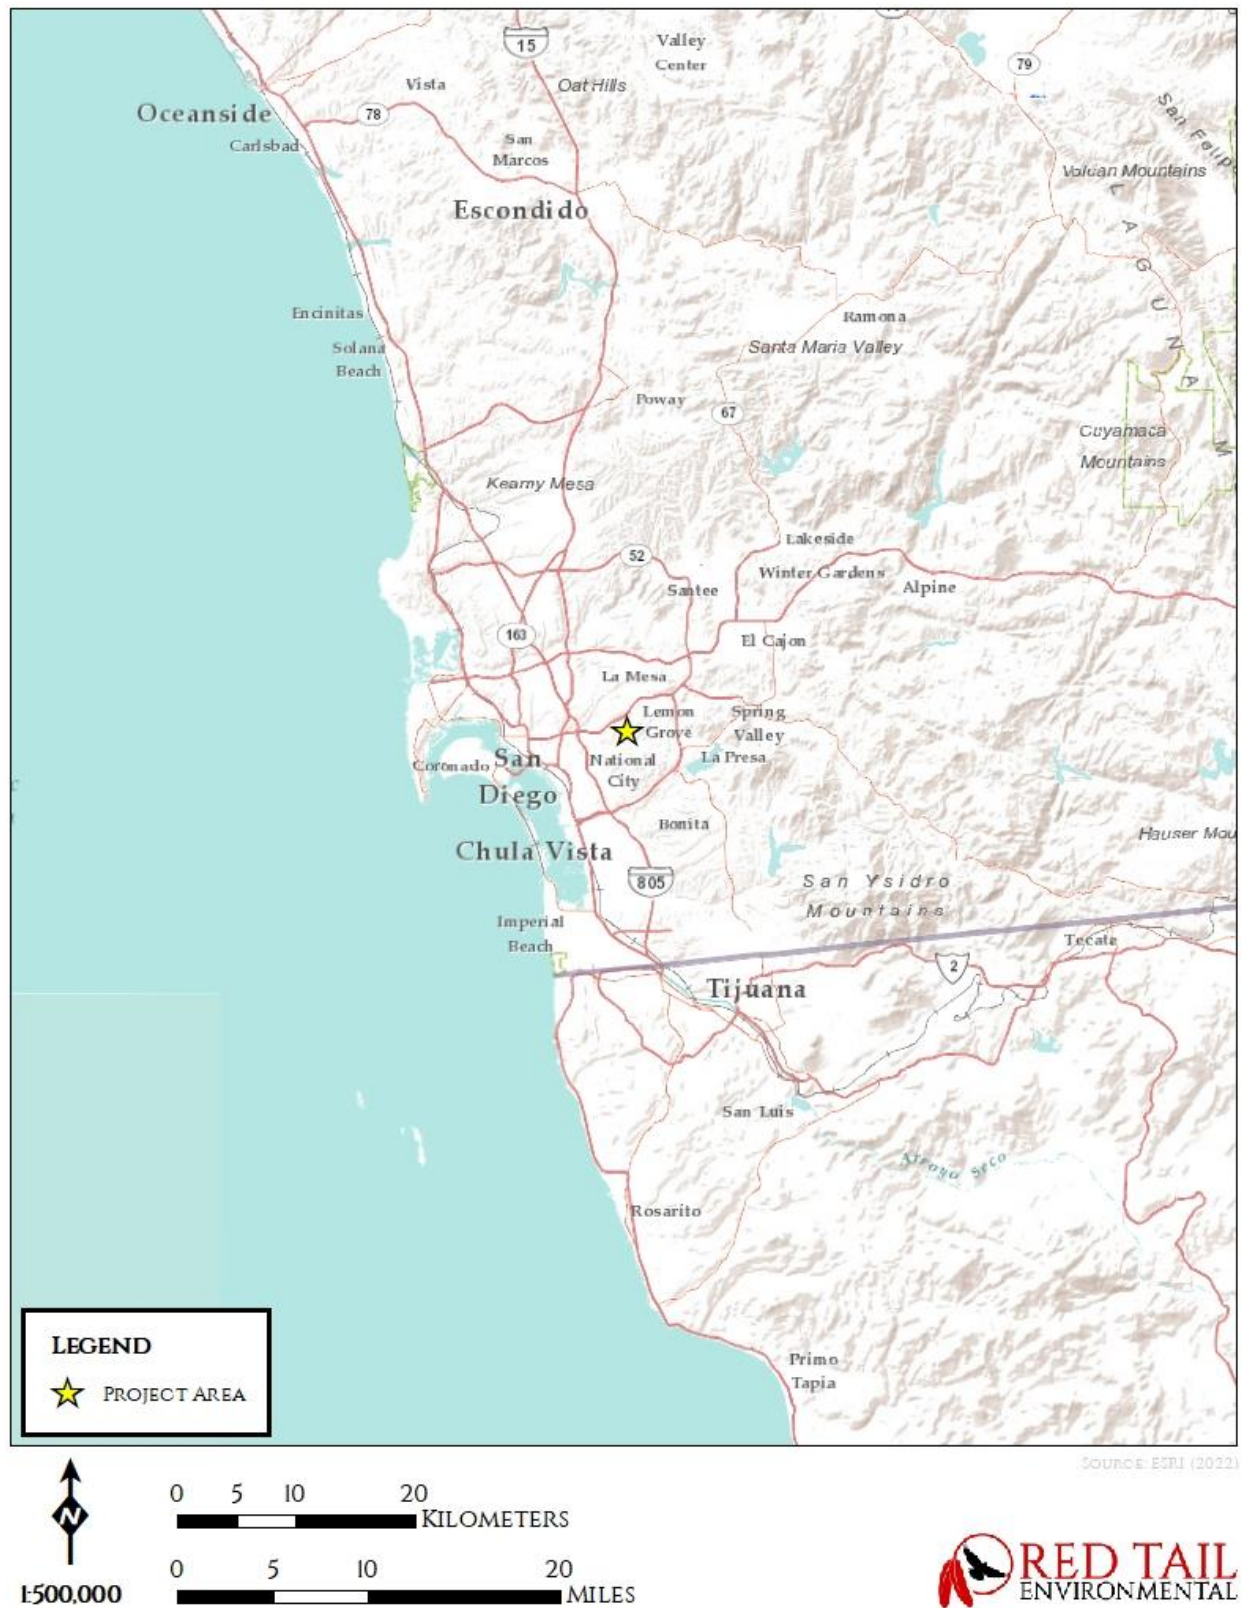 15
Valley
Center
79
Vista
Oat Hills
Oceanside
78
Carlsbad
San
Marcos
San Felip
Volcan Mountains
Escondido
LAGUNA M
Encinitas
Ramona
Solana
Beach
Santa Maria Valley
Poway
67
Cuyamaca
Mountains
Kearny Mesa
Lakeside
52
Winter Gardens
Santee
Alpine
163
El Cajon
La Mesa
Lemon
Grove
Spring
Valley
National
City
La Presa
Coronado
San
Diego
Bonita
Hauser Mou
Chula Vista
805
San Ysidro
Mountains
Imperial
Beach
Tecate
2
Tijuana
San Luis
Arroyo Seco
Rosarito
Primo
Tapia
LEGEND
PROJECT AREA
SOURCE: ESRI (2022)
N
1:500,000
0 5 10 20
KILOMETERS
0 5 10 20
MILES
RED TAIL
ENVIRONMENTAL